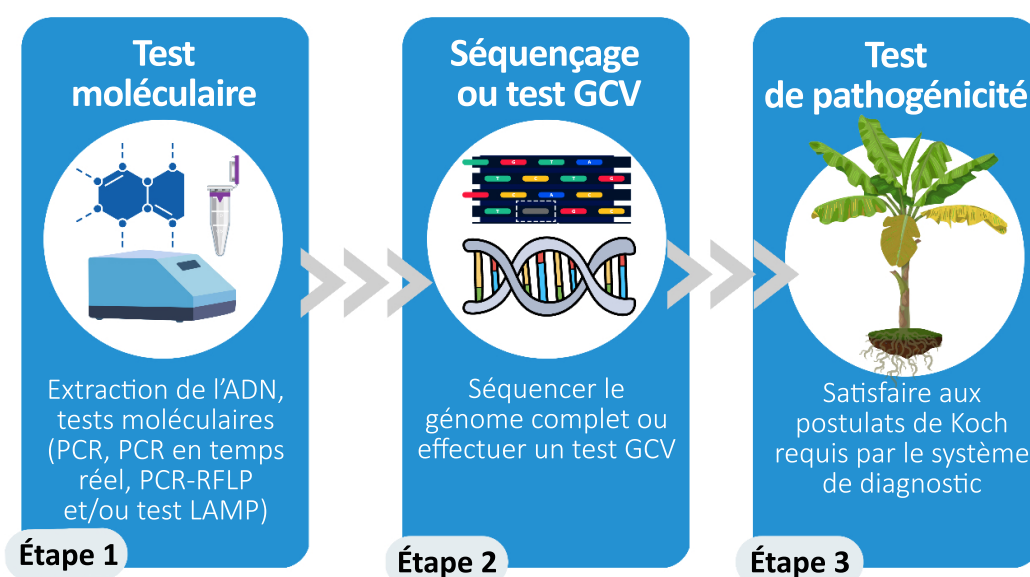 Test
moléculaire
Extraction de l’ADN,
tests moléculaires
(PCR, PCR en temps
réel, PCR-RFLP
et/ou test LAMP)
Étape 1
Séquençage
ou test GCV
G T A
T C T G
C A C
T G C
Séquencer le
génome complet ou
effectuer un test GCV
Étape 2
Test
de pathogénicité
Satisfaire aux
postulats de Koch
requis par le système
de diagnostic
Étape 3